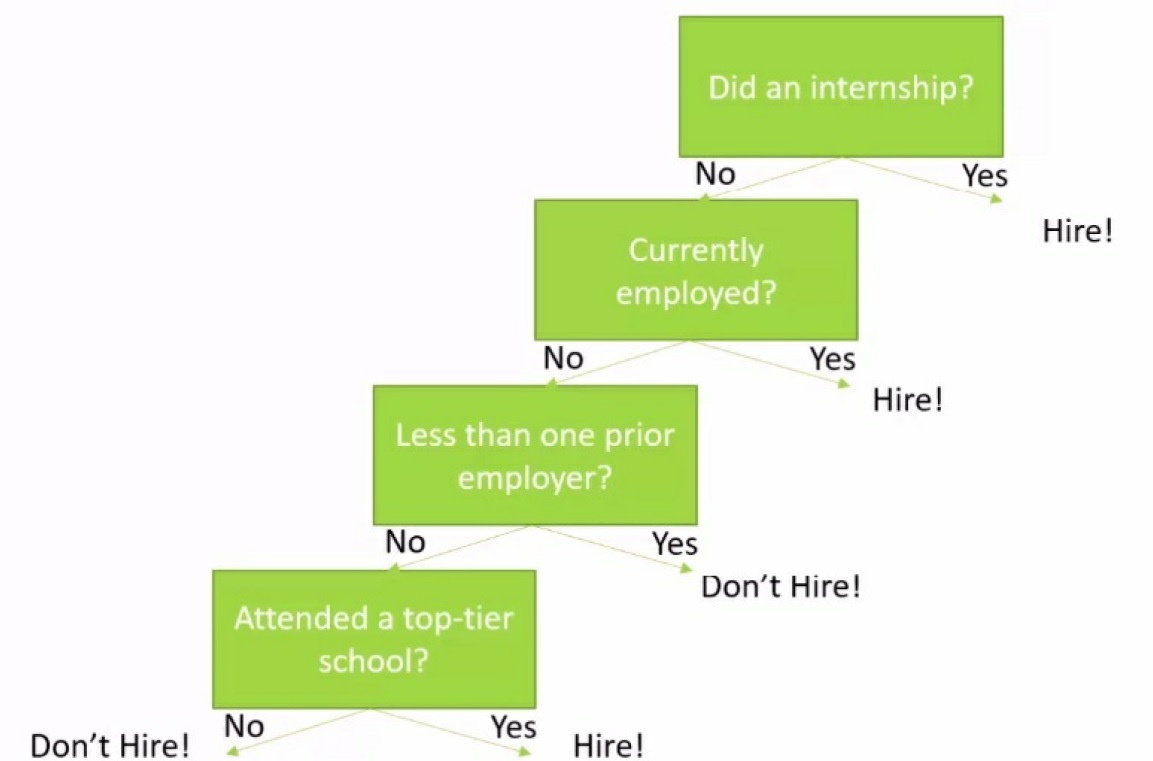 Did an internship?
No
Yes
Hire!
Currently
employed?
No
Yes
Hire!
Less than one prior
employer?
No
Yes
Don’t Hire!
Attended a top-tier
school?
No
Yes
Don’t Hire!
Hire!